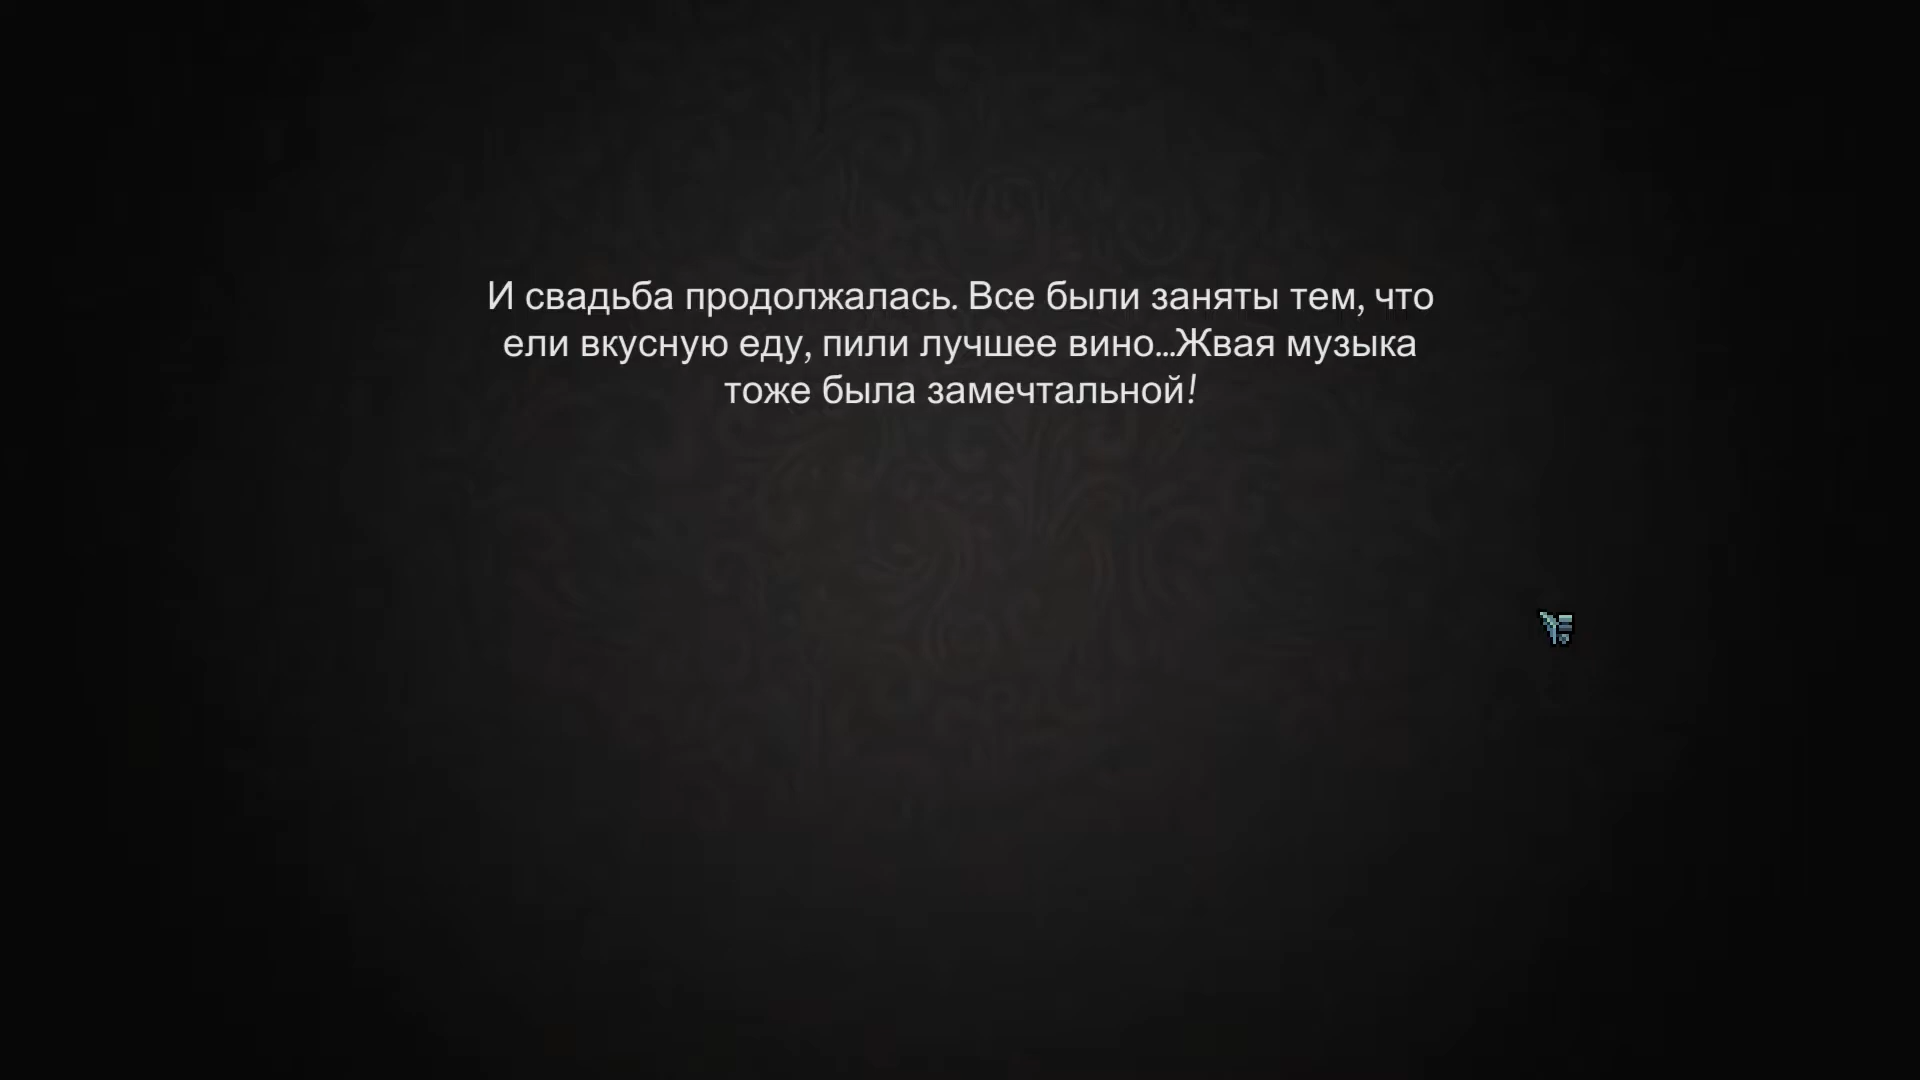 И свадьба продолжалась. Все были заняты тем, что
ели вкусную еду, пили лучшее вино...Жвая музыка
тоже была замечтальной!